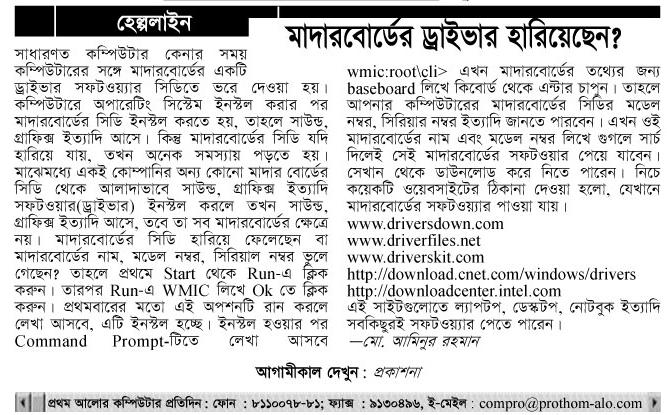 হেল্পলাইন
মাদারবোর্ডের ড্রাইভার হারিয়েছেন?
সাধারণত কম্পিউটার কেনার সময়
কম্পিউটারের সঙ্গে মাদারবোর্ডের একটি
ড্রাইভার সফটওয়্যার সিডিতে ভরে দেওয়া হয়।
কম্পিউটারে অপারেটিং সিস্টেম ইনস্টল করার পর
মাদারবোর্ডের সিডি ইনস্টল করতে হয়, তাহলে সাউন্ড,
গ্রাফিক্স ইত্যাদি আসে। কিন্তু মাদারবোর্ডের সিডি যদি
হারিয়ে যায়, তখন অনেক সমস্যায় পড়তে হয়।
মাঝেমধ্যে একই কোম্পানির অন্য কোনো মাদার বোর্ডের
সিডি থেকে আলাদাভাবে সাউন্ড, গ্রাফিক্স ইত্যাদি
সফটওয়ার(ড্রাইভার) ইনস্টল করলে তখন সাউন্ড,
গ্রাফিক্স ইত্যাদি আসে, তবে তা সব মাদারবোর্ডের ক্ষেত্রে
নয়। মাদারবোর্ডের সিডি হারিয়ে ফেলেছেন বা
মাদারবোর্ডের নাম, মডেল নম্বর, সিরিয়াল নম্বর ভুলে
গেছেন? তাহলে প্রথমে Start থেকে Run-এ ক্লিক
করুন। তারপর Run-এ WMIC লিখে Ok তে ক্লিক
করুন। প্রথমবারের মতো এই অপশনটি রান করলে
লেখা আসবে, এটি ইনস্টল হচ্ছে। ইনস্টল হওয়ার পর
Command Prompt-টিতে লেখা আসবে
wmic:root\cli> এখন মাদারবোর্ডের তথ্যের জন্য
baseboard লিখে কিবোর্ড থেকে এন্টার চাপুন। তাহলে
আপনার কম্পিউটারের মাদারবোর্ডের সিডির মডেল
নম্বর, সিরিয়ার নম্বর ইত্যাদি জানতে পারবেন। এখন ওই
মাদারবোর্ডের নাম এবং মডেল নম্বর লিখে গুগলে সার্চ
দিলেই সেই মাদারবোর্ডের সফটওয়ার পেয়ে যাবেন।
সেখান থেকে ডাউনলোড করে নিতে পারেন। নিচে
কয়েকটি ওয়েবসাইটের ঠিকানা দেওয়া হলো, যেখানে
মাদারবোর্ডের সফটওয়্যার পাওয়া যায়।
www.driversdown.com
www.driverfiles.net
www.driverskit.com
http://download.cnet.com/windows/drivers
http://downloadcenter.intel.com
এই সাইটগুলোতে ল্যাপটপ, ডেস্কটপ, নোটবুক ইত্যাদি
সবকিছুরই সফটওয়্যার পেতে পারেন।
—মো. আমিনুর রহমান
আগামীকাল দেখুন : প্রকাশনা
প্রথম আলোর কম্পিউটার প্রতিদিন : ফোন : ৮১১০০৭৮-৮১; ফ্যাক্স : ৯১৩০৪৯৬, ই-মেইল : compro@prothom-alo.com